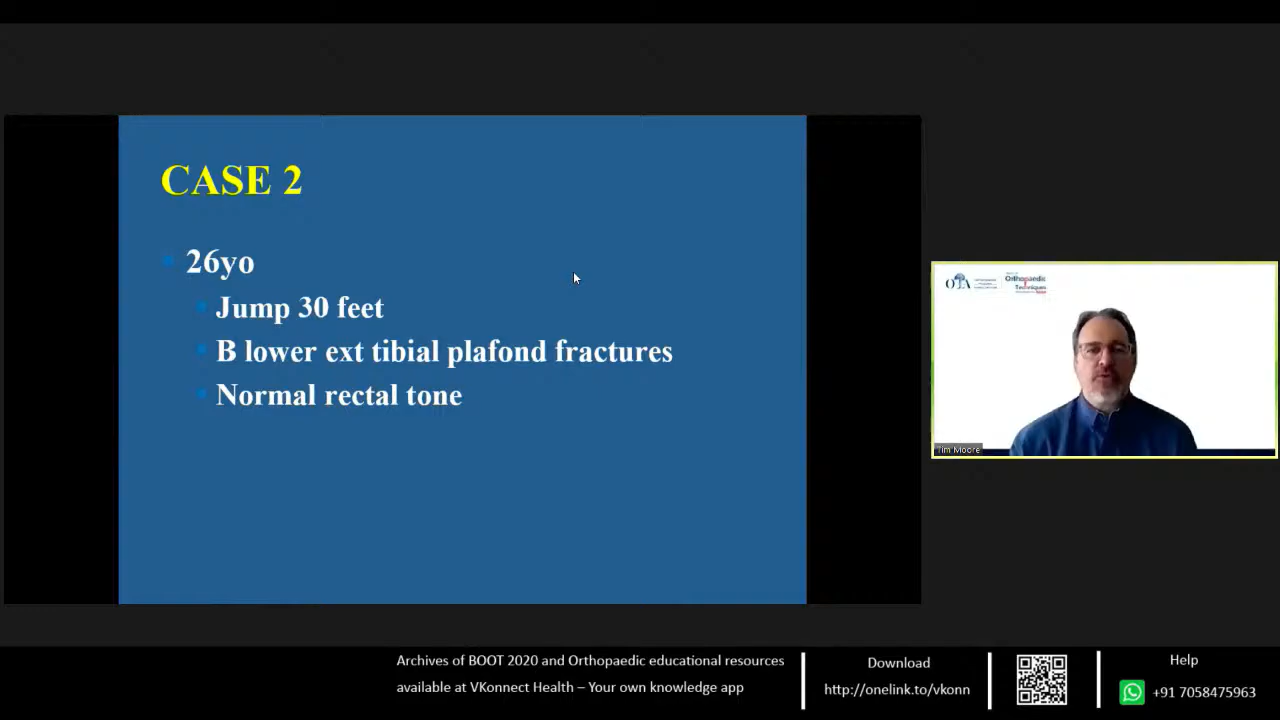 CASE 2
26yo
Jump 30 feet
B lower ext tibial plafond fractures
Normal rectal tone
OTA
Orthopaedic
Techniques
Tim Moore
Archives of BOOT 2020 and Orthopaedic educational resources
available at VKonnect Health – Your own knowledge app
Download
http://onelink.to/vkonn
Help
+91 7058475963